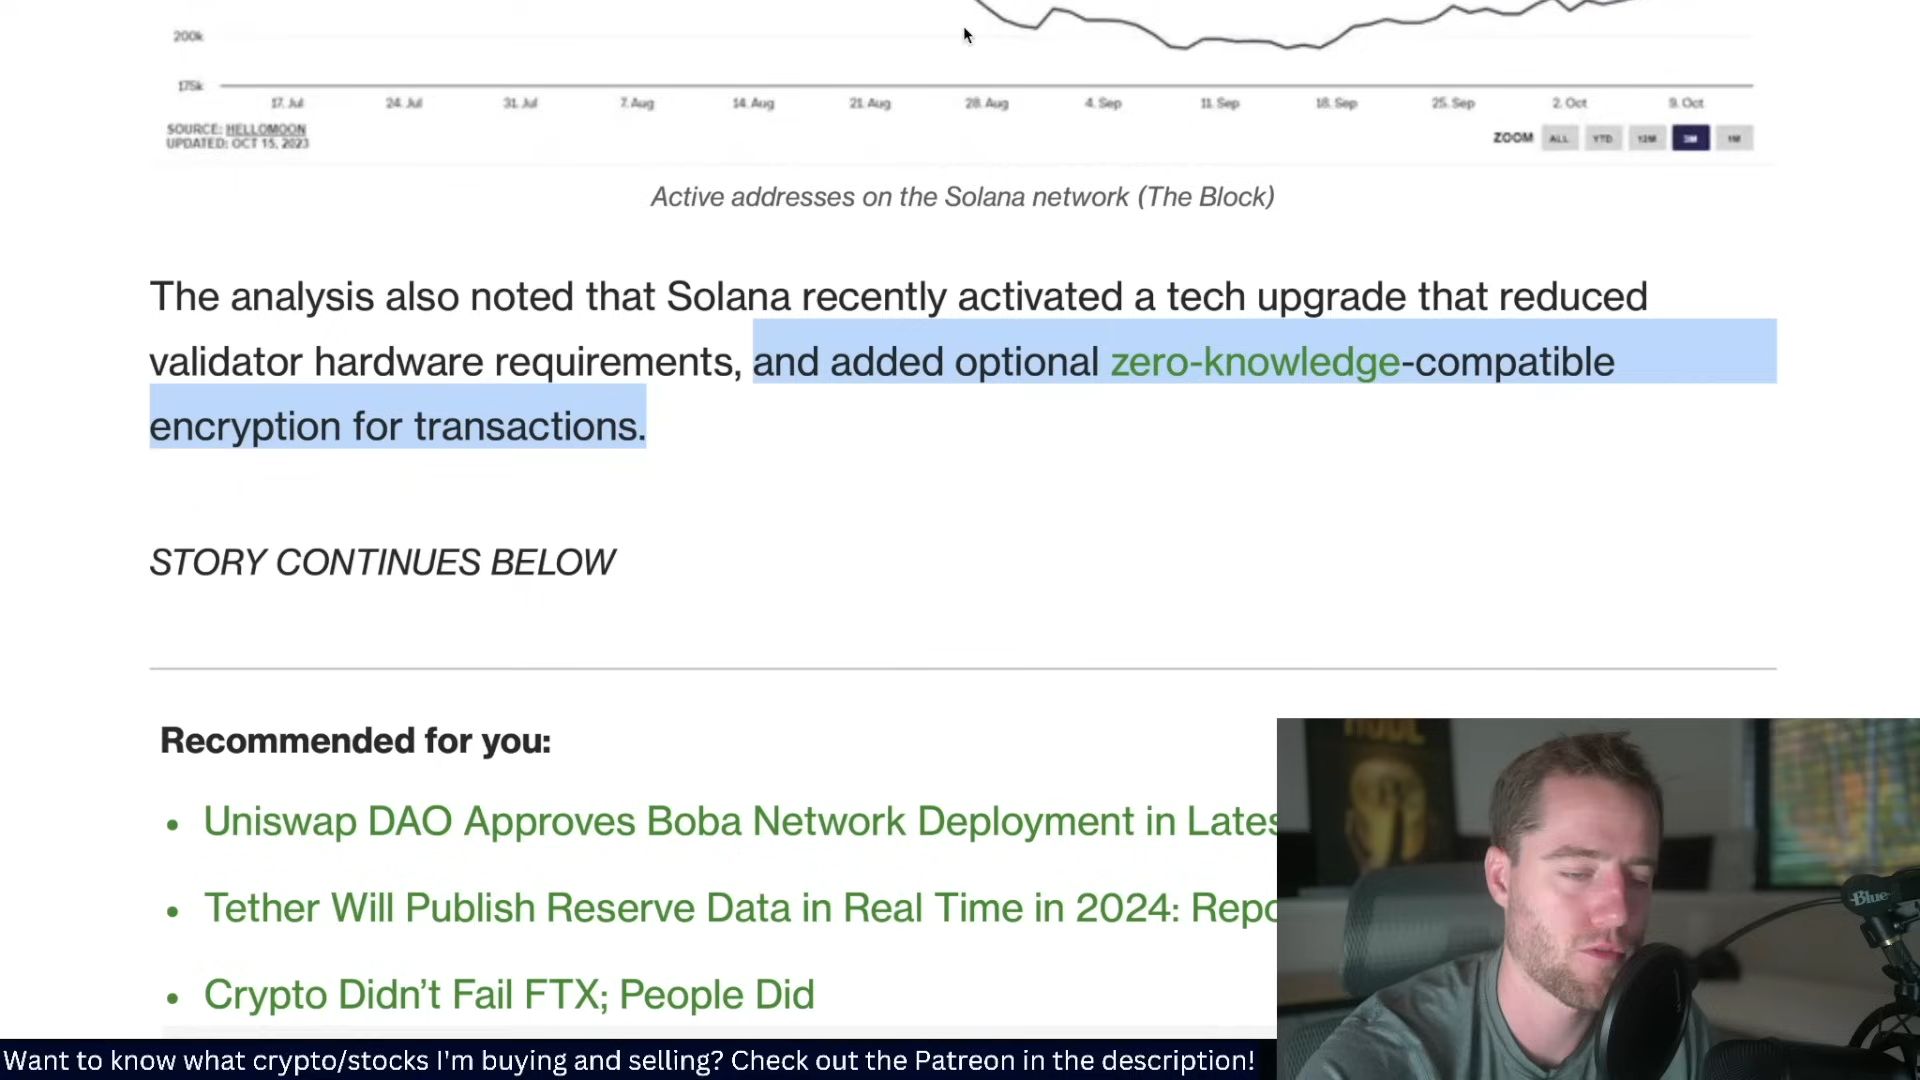 200k
175k
17. Jul 24. Jul 31. Jul 7. Aug 14. Aug 21. Aug 28. Aug 4. Sep 11. Sep 18. Sep 25. Sep 2. Oct 9. Oct
SOURCE: HELLOMOON
UPDATED: OCT 15, 2023
ZOOM ALL YTD 12M 3M 1M
Active addresses on the Solana network (The Block)
The analysis also noted that Solana recently activated a tech upgrade that reduced
validator hardware requirements, and added optional zero-knowledge-compatible
encryption for transactions.
STORY CONTINUES BELOW
Recommended for you:
• Uniswap DAO Approves Boba Network Deployment in Lates
• Tether Will Publish Reserve Data in Real Time in 2024: Repo
• Crypto Didn’t Fail FTX; People Did
HODL
Blue
Want to know what crypto/stocks I'm buying and selling? Check out the Patreon in the description!